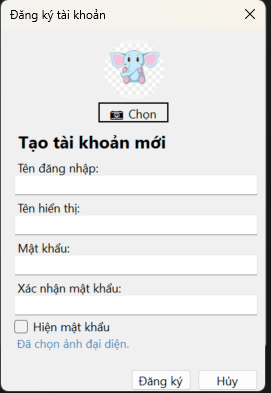 Đăng ký tài khoản
Chọn
Tạo tài khoản mới
Tên đăng nhập:
Tên hiển thị:
Mật khẩu:
Xác nhận mật khẩu:
Hiện mật khẩu
Đã chọn ảnh đại diện.
Đăng ký Hủy